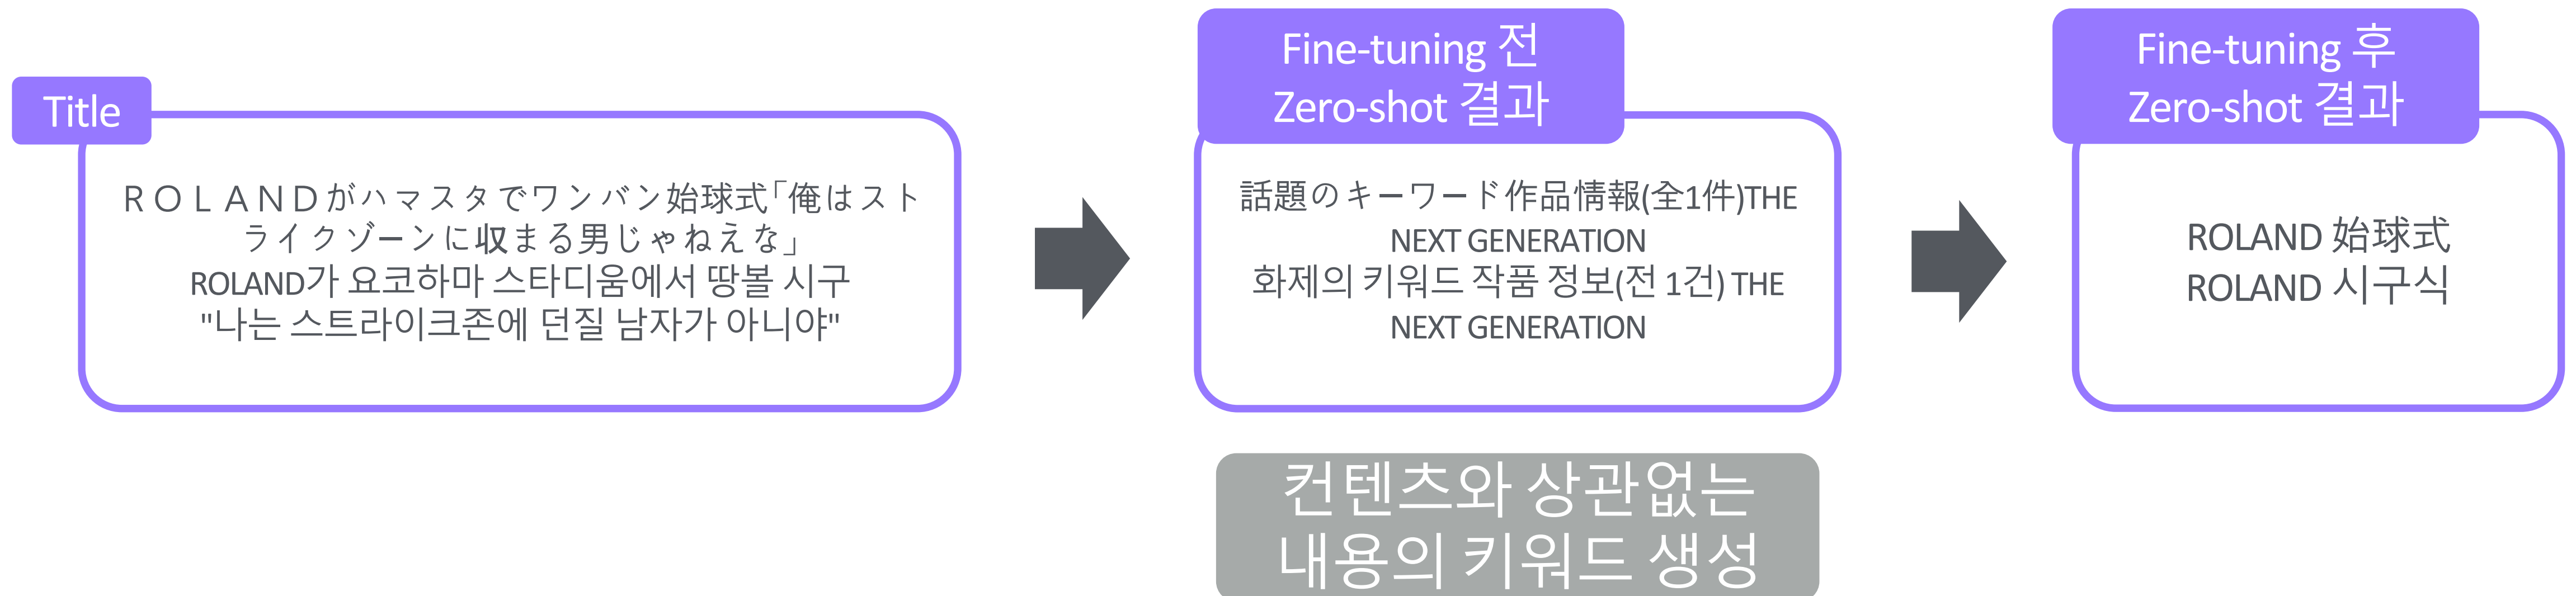 Title
ＲＯＬＡＮＤがハマスタでワンバン始球式「俺はスト
ライクゾーンに収まる男じゃねえな」
ROLAND가 요코하마 스타디움에서 땅볼 시구
"나는 스트라이크존에 던질 남자가 아니야"
Fine-tuning 전
Zero-shot 결과
話題のキーワード作品情報(全1件)THE
NEXT GENERATION
화제의 키워드 작품 정보(전 1건) THE
NEXT GENERATION
컨텐츠와 상관없는
내용의 키워드 생성
Fine-tuning 후
Zero-shot 결과
ROLAND 始球式
ROLAND 시구식